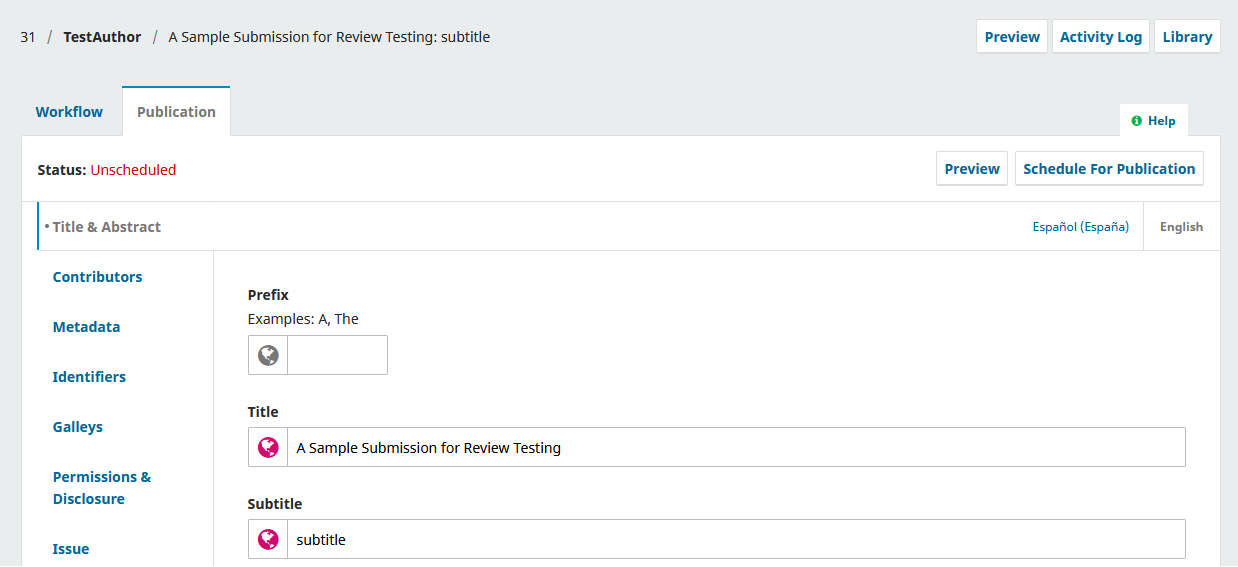 31 / TestAuthor / A Sample Submission for Review Testing: subtitle
Preview Activity Log Library
Workflow Publication
Help
Status: Unscheduled
Preview Schedule For Publication
• Title & Abstract
Español (España) English
Contributors
Metadata
Identifiers
Galleys
Permissions &
Disclosure
Issue
Prefix
Examples: A, The
Title
A Sample Submission for Review Testing
Subtitle
subtitle